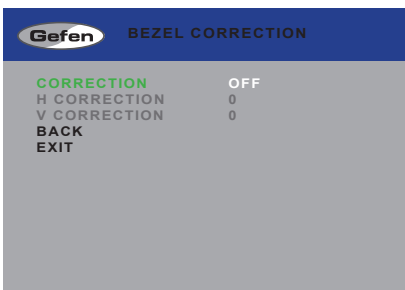 Gefen BEZEL CORRECTION
CORRECTION OFF
H CORRECTION 0
V CORRECTION 0
BACK
EXIT